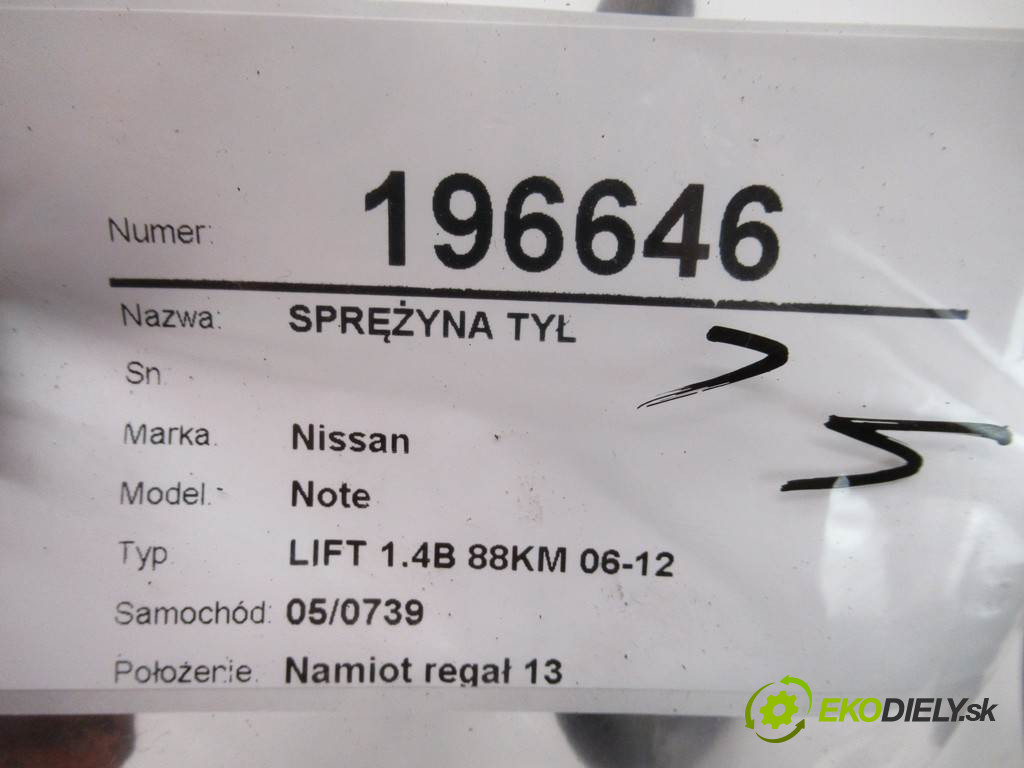 Numer: 196646
Nazwa: SPRĘŻYNA TYŁ
Sn.
Marka. Nissan
Model. Note
Typ. LIFT 1.4B 88KM 06-12
Samochód: 05/0739
Położenie. Namiot regał 13
EKODIELY.sk